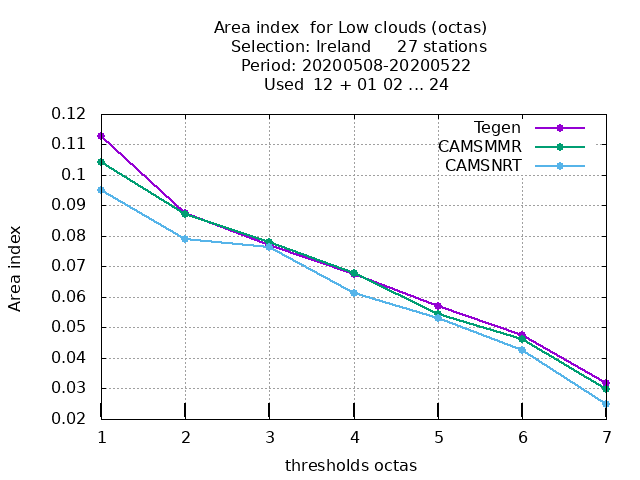 Area index  for Low clouds (octas)
Selection: Ireland     27 stations
Period: 20200508-20200522
Used  12 + 01 02 ... 24
Tegen
CAMSMMR
CAMSNRT
0.12
0.11
0.1
0.09
0.08
0.07
0.06
0.05
0.04
0.03
0.02
Area index
1 2 3 4 5 6 7
thresholds octas